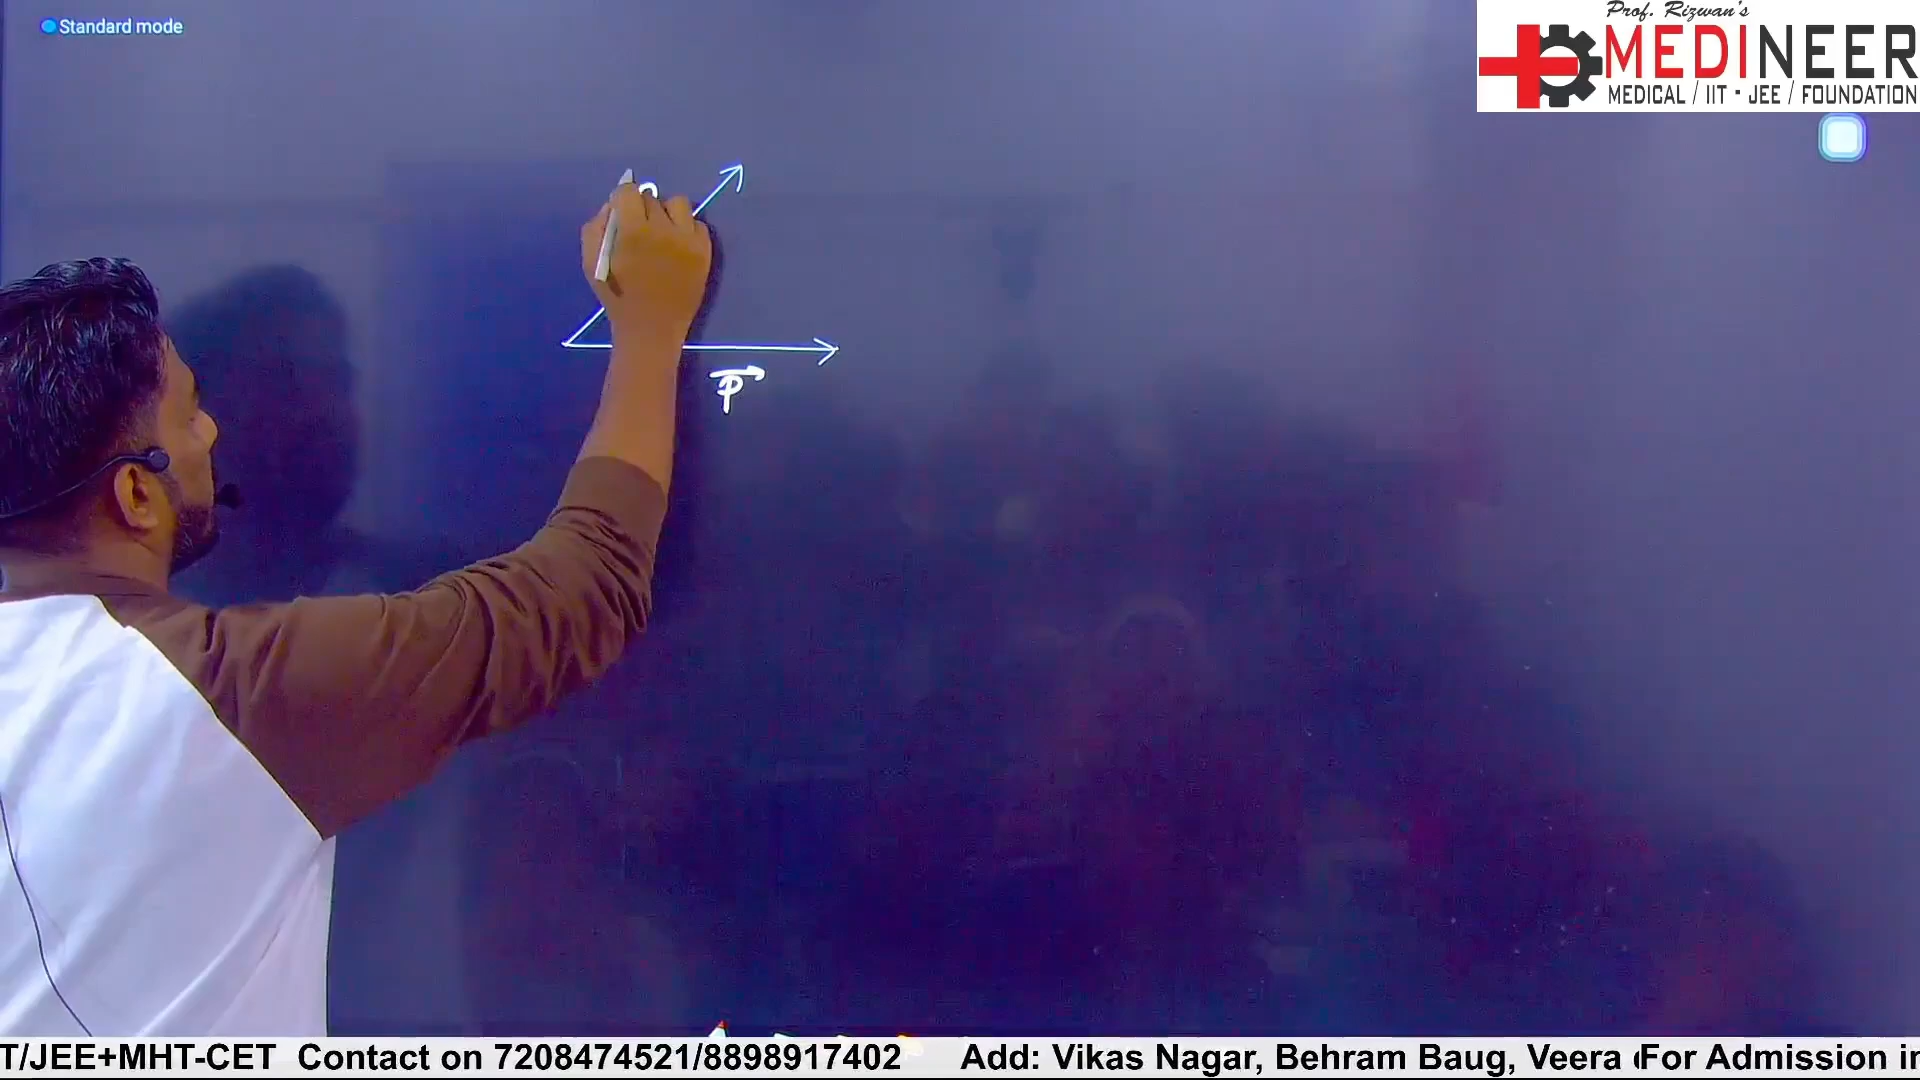 Standard mode
Prof. Rizwan's
MEDINEER
MEDICAL / IIT - JEE / FOUNDATION
P
T/JEE+MHT-CET Contact on 7208474521/8898917402 Add: Vikas Nagar, Behram Baug, Veera For Admission in